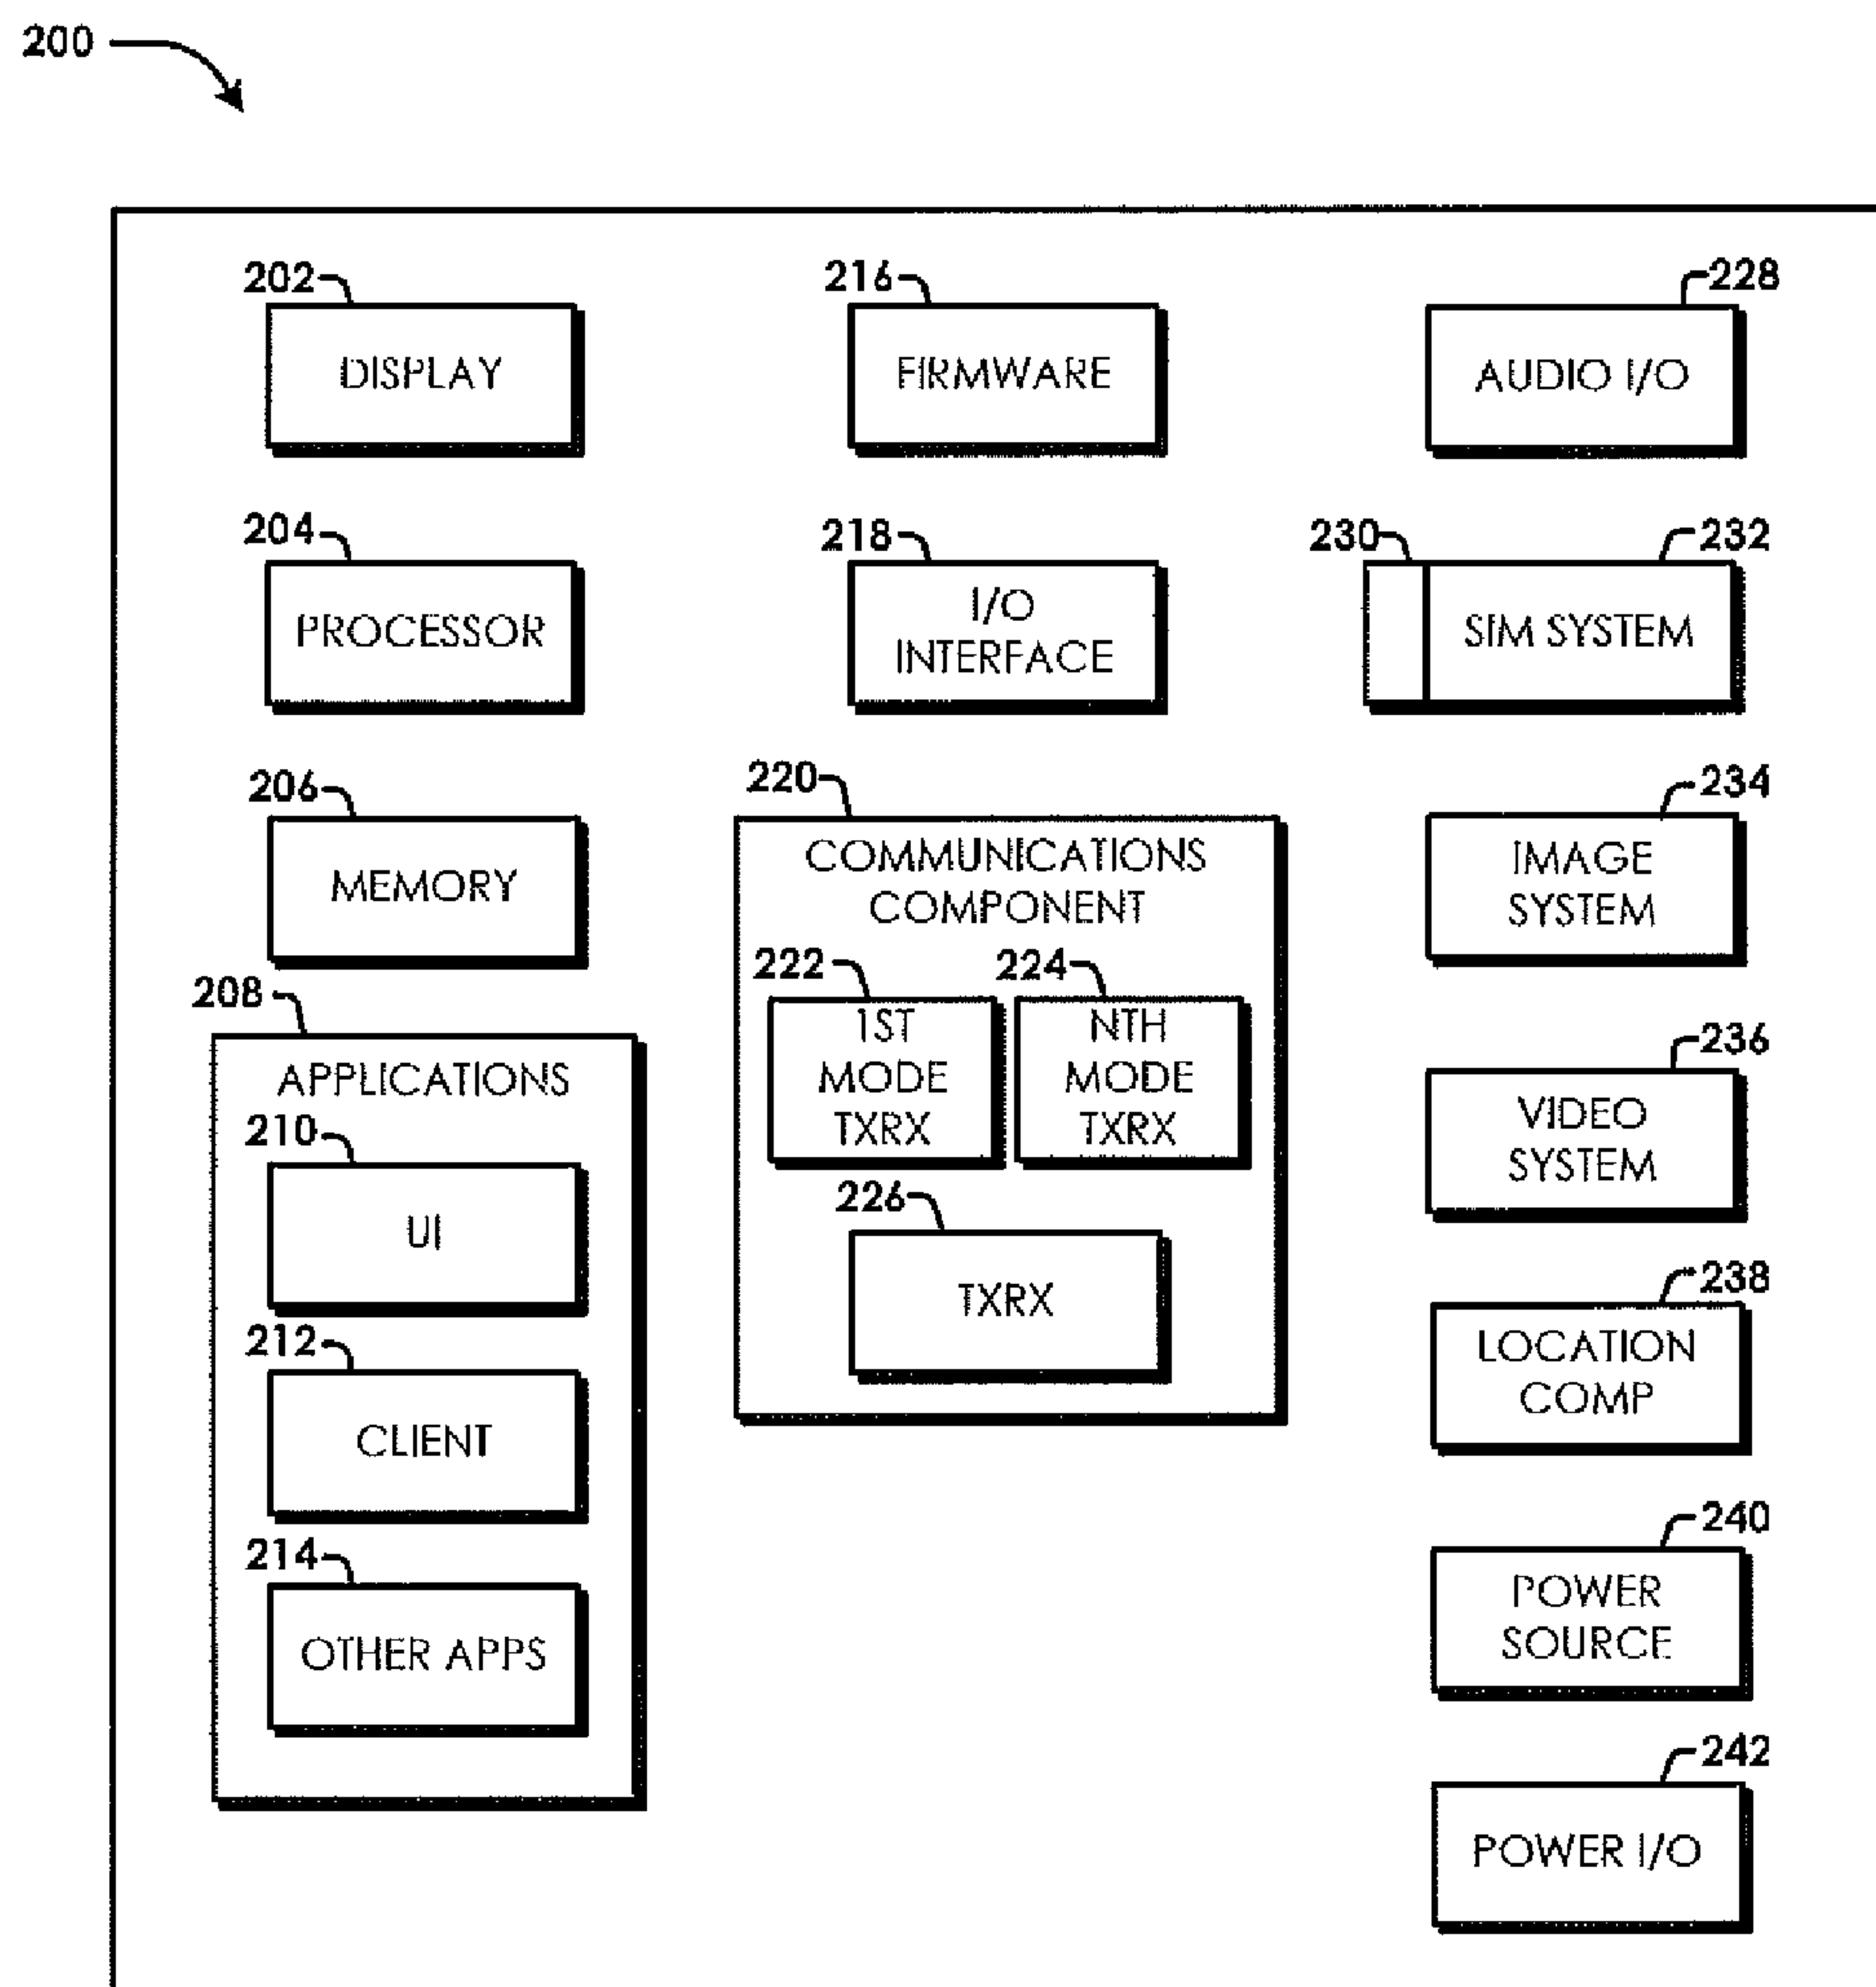 200
202
DISPLAY
204
PROCESSOR
206
MEMORY
208
APPLICATIONS
210
UI
212
CLIENT
214
OTHER APPS
216
FIRMWARE
218
I/O
INTERFACE
220
COMMUNICATIONS
COMPONENT
222
1ST
MODE
TXRX
224
NTH
MODE
TXRX
226
TXRX
228
AUDIO I/O
230
232
SIM SYSTEM
234
IMAGE
SYSTEM
236
VIDEO
SYSTEM
238
LOCATION
COMP
240
POWER
SOURCE
242
POWER I/O